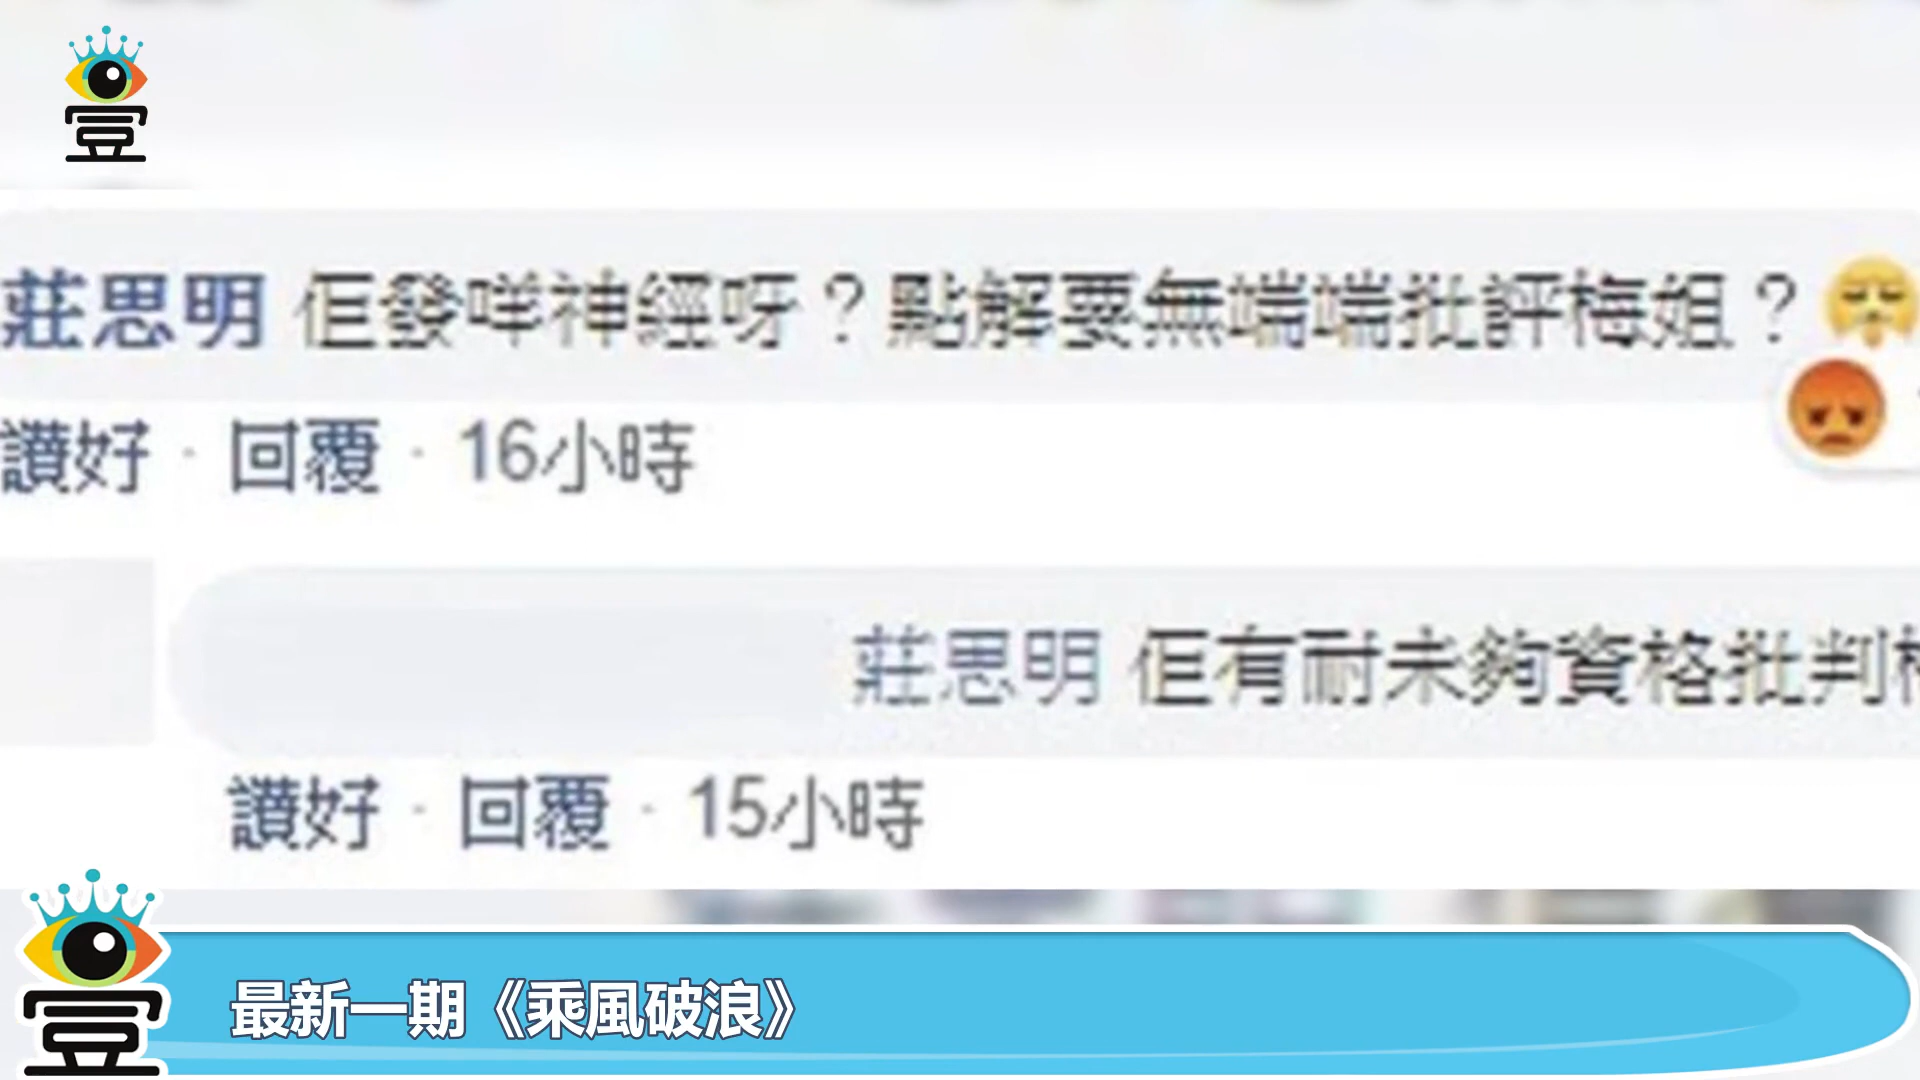 壹
莊思明 佢發咩神經呀？點解要無端端批評梅姐？
讚好 · 回覆 · 16小時
莊思明 佢有耐未夠資格批判
讚好 · 回覆 · 15小時
壹
最新一期《乘風破浪》